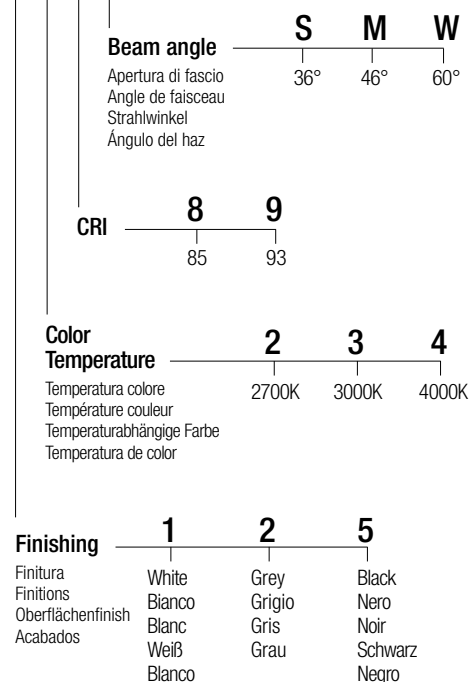 S M W
Beam angle
Apertura di fascio 36° 46° 60°
Angle de faisceau
Strahlwinkel
Ángulo del haz
8 9
CRI
85 93
Color
Temperature 2 3 4
Temperatura colore 2700K 3000K 4000K
Température couleur
Temperaturabhängige Farbe
Temperatura de color
1 2 5
Finishing
Finitura White Grey Black
Finitions Bianco Grigio Nero
Oberflächenfinish Blanc Gris Noir
Acabados Weiß Grau Schwarz
Blanco Negro